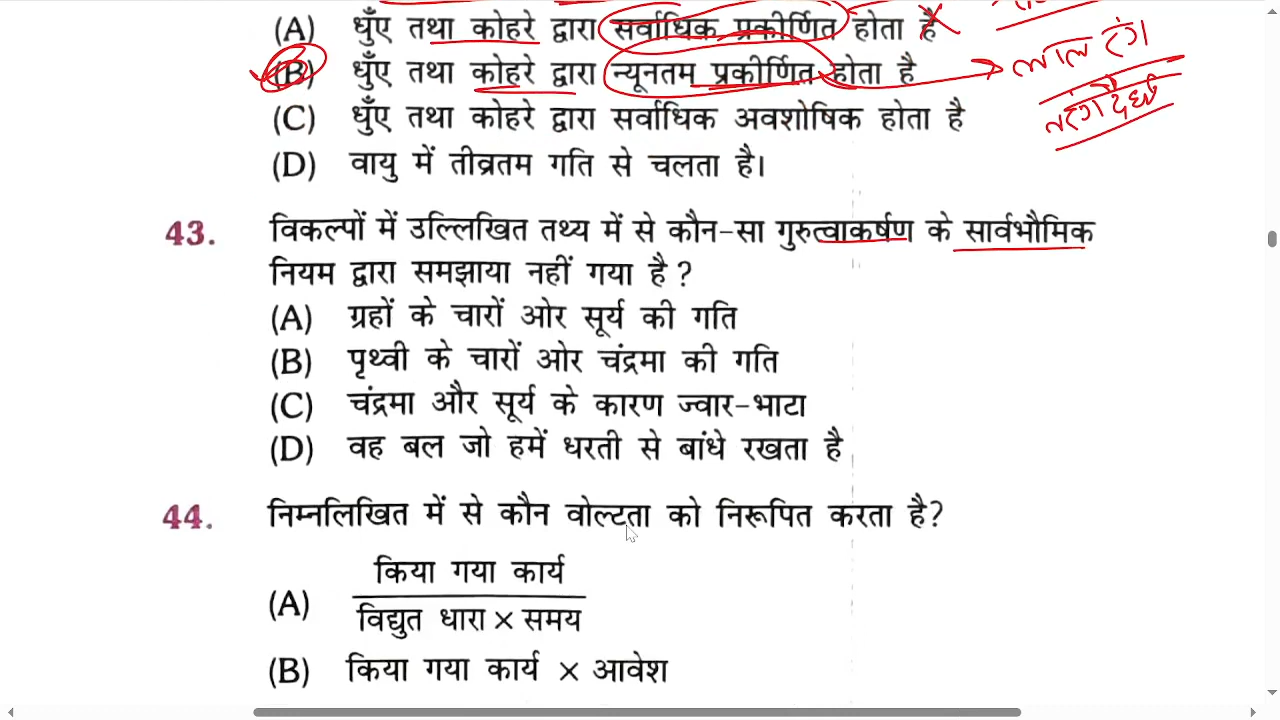 (A) धुँए तथा कोहरे द्वारा सर्वाधिक प्रकीर्णित होता है
(B) धुँए तथा कोहरे द्वारा न्यूनतम प्रकीर्णित होता है
लाल रंग
तरंगदैर्ध्य
(C) धुँए तथा कोहरे द्वारा सर्वाधिक अवशोषिक होता है
(D) वायु में तीव्रतम गति से चलता है।
43. विकल्पों में उल्लिखित तथ्य में से कौन-सा गुरुत्वाकर्षण के सार्वभौमिक
नियम द्वारा समझाया नहीं गया है?
(A) ग्रहों के चारों ओर सूर्य की गति
(B) पृथ्वी के चारों ओर चंद्रमा की गति
(C) चंद्रमा और सूर्य के कारण ज्वार-भाटा
(D) वह बल जो हमें धरती से बांधे रखता है
44. निम्नलिखित में से कौन वोल्टता को निरूपित करता है?
(A) किया गया कार्य
विद्युत धारा × समय
(B) किया गया कार्य × आवेश